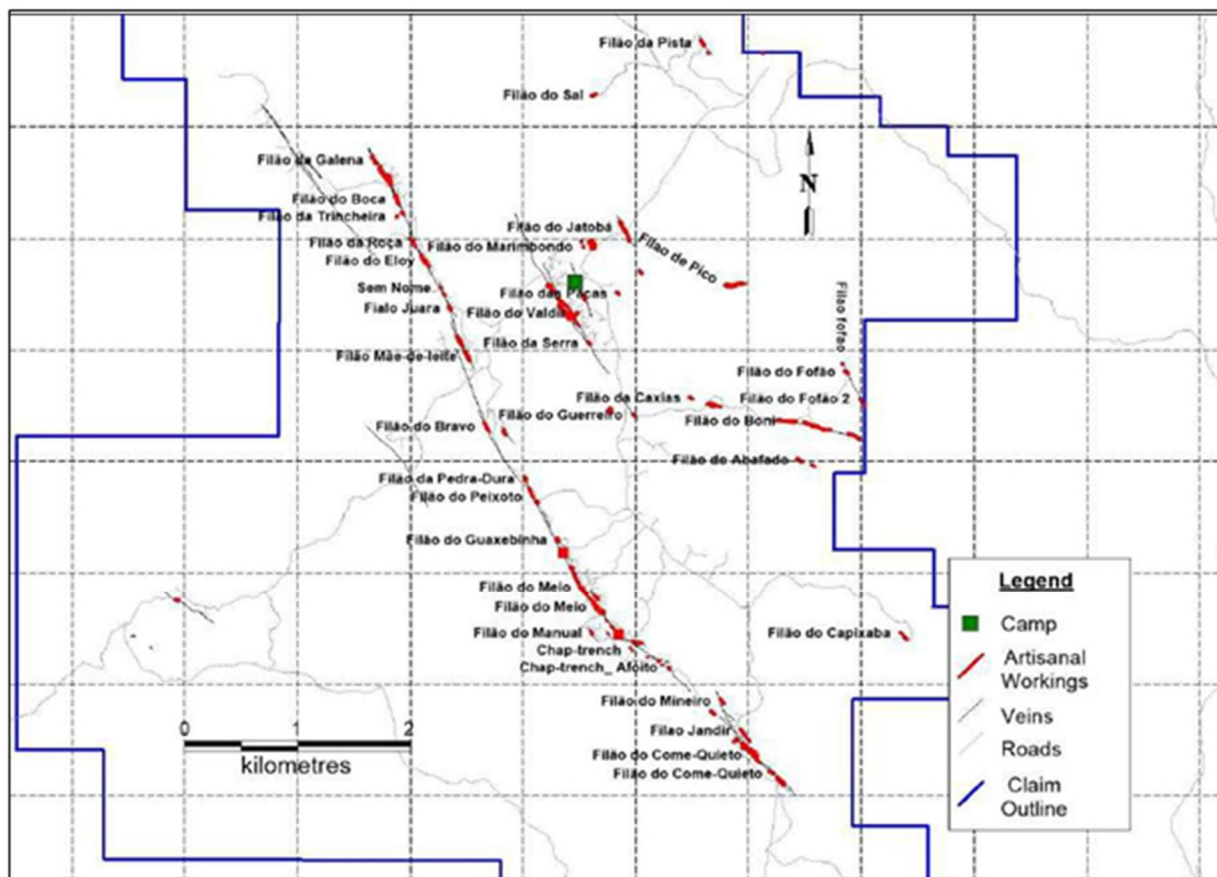 Filão da Pista
Filão do Sal
N
Filão da Galena
Filão do Boca
Filão da Trincheira
Filão da Roça
Filão do Eloy
Sem Nome
Fialo Juara
Filão Mãe de leite
Filão do Jatobá
Filão do Marimbondo
Filao de Pico
Filão das Pacas
Filão do Valdir
Filão da Serra
Filao fofao
Filão do Fofão
Filão da Caxias
Filão do Fofão 2
Filão do Guerreiro
Filão do Boni
Filão do Bravo
Filão do Abafado
Filão da Pedra-Dura
Filão do Peixoto
Filão do Guaxebinha
Filão do Meio
Filão do Meio
Filão do Manual
Chap-trench
Chap-trench_ Afoito
Filão do Capixaba
Filão do Mineiro
Filao Jandir
Filão do Come-Quieto
Filão do Come-Quieto
0 1 2
kilometres
Legend
Camp
Artisanal
Workings
Veins
Roads
Claim
Outline